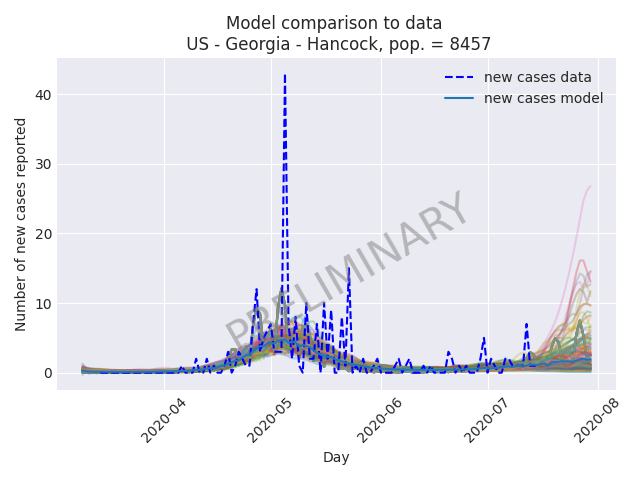 Model comparison to data
US - Georgia - Hancock, pop. = 8457
new cases data
new cases model
Number of new cases reported
40
30
20
10
0
PRELIMINARY
2020-04
2020-05
2020-06
2020-07
2020-08
Day